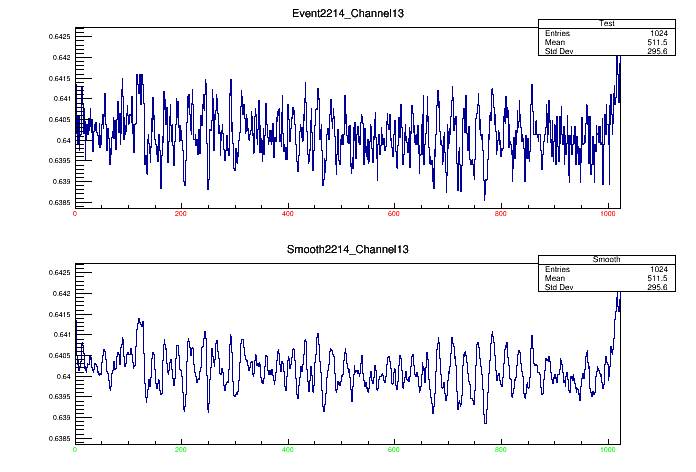 Event2214_Channel13
Test
Entries 1024
Mean 511.5
Std Dev 295.6
0.6425
0.642
0.6415
0.641
0.6405
0.64
0.6395
0.639
0.6385
0 200 400 600 800 1000
Smooth2214_Channel13
Smooth
Entries 1024
Mean 511.5
Std Dev 295.6
0.6425
0.642
0.6415
0.641
0.6405
0.64
0.6395
0.639
0.6385
0 200 400 600 800 1000